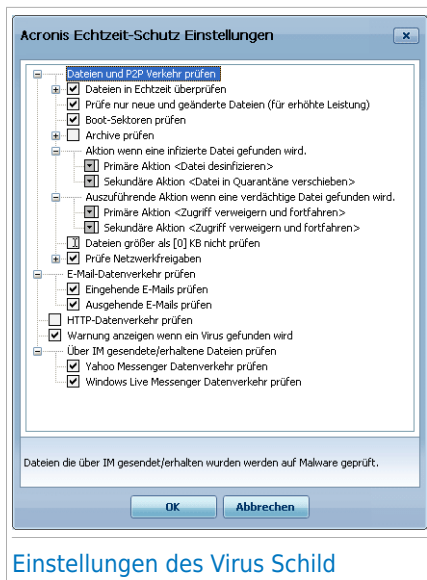 Acronis Echtzeit-Schutz Einstellungen
Dateien und P2P Verkehr prüfen
Dateien in Echtzeit überprüfen
Prüfe nur neue und geänderte Dateien (für erhöhte Leistung)
Boot-Sektoren prüfen
Archive prüfen
Aktion wenn eine infizierte Datei gefunden wird.
Primäre Aktion <Datei desinfizieren>
Sekundäre Aktion <Datei in Quarantäne verschieben>
Auszuführende Aktion wenn eine verdächtige Datei gefunden wird.
Primäre Aktion <Zugriff verweigern und fortfahren>
Sekundäre Aktion <Zugriff verweigern und fortfahren>
Dateien größer als [0] KB nicht prüfen
Prüfe Netzwerkfreigaben
E-Mail-Datenverkehr prüfen
Eingehende E-Mails prüfen
Ausgehende E-Mails prüfen
HTTP-Datenverkehr prüfen
Warnung anzeigen wenn ein Virus gefunden wird
Über IM gesendete/erhaltene Dateien prüfen
Yahoo Messenger Datenverkehr prüfen
Windows Live Messenger Datenverkehr prüfen
Dateien die über IM gesendet/erhalten wurden werden auf Malware geprüft.
OK Abbrechen
Einstellungen des Virus Schild